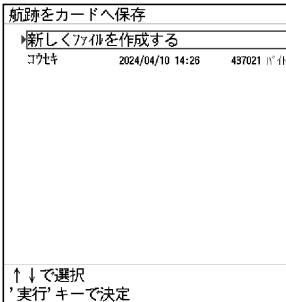 航跡をカードへ保存
▶新しくファイルを作成する
コウセキ 2024/04/10 14:26 437021 バイト
↑↓で選択
'実行'キーで決定